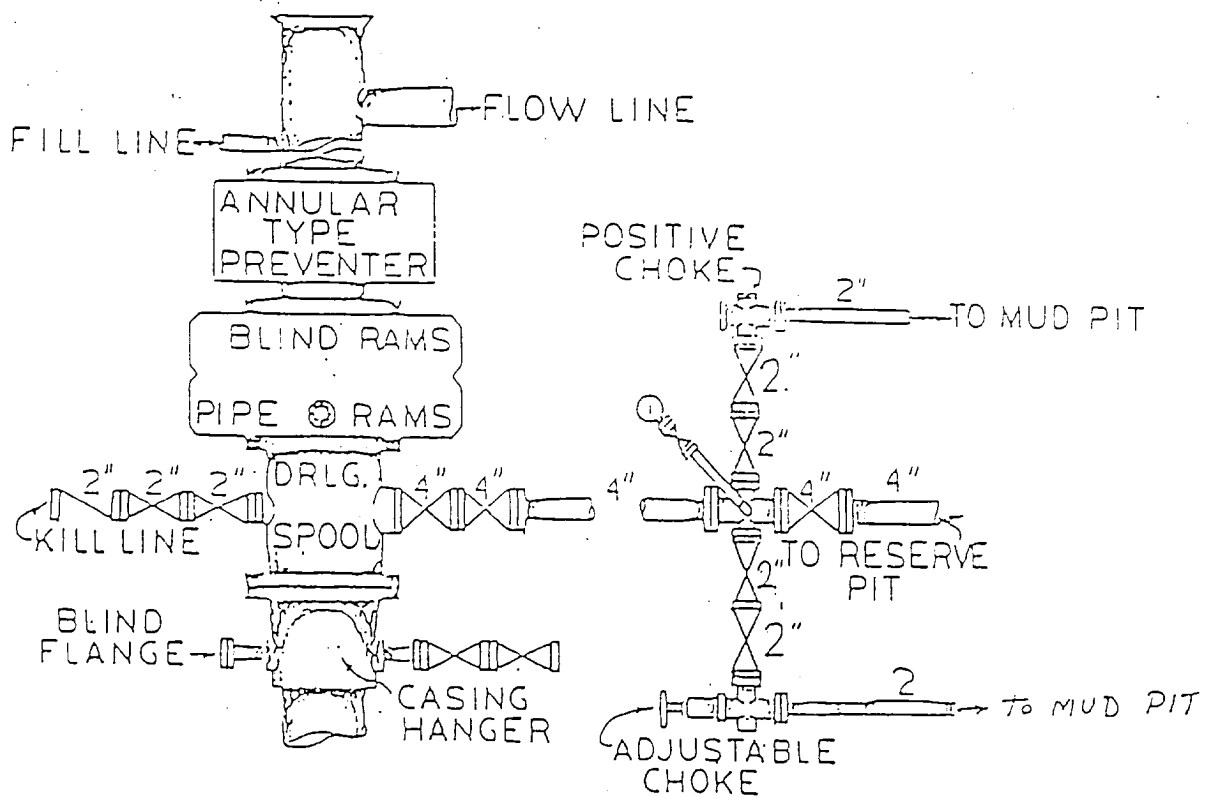 FLOW LINE
FILL LINE
ANNULAR
TYPE
PREVENTER
BLIND RAMS
PIPE RAMS
2" 2" 2"
DRLG.
SPOOL
4" 4"
4"
KILL LINE
BLIND
FLANGE
CASING
HANGER
POSITIVE
CHOKE
2"
TO MUD PIT
2"
2"
4"
4"
TO RESERVE
PIT
2"
2"
2
TO MUD PIT
ADJUSTABLE
CHOKE